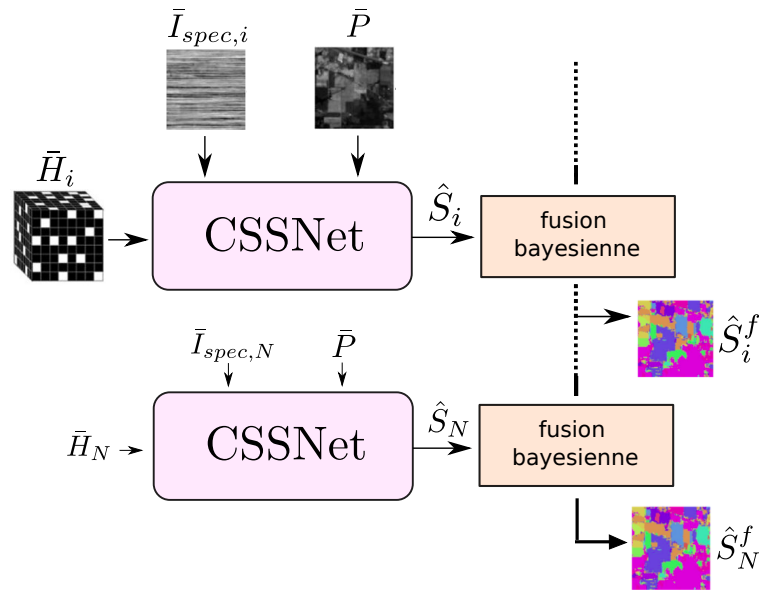 Ī_{spec,i}
P̄
H̄_i
CSSNet
Ŝ_i
fusion
bayesienne
Ŝ_i^f
Ī_{spec,N}
P̄
H̄_N
CSSNet
Ŝ_N
fusion
bayesienne
Ŝ_N^f